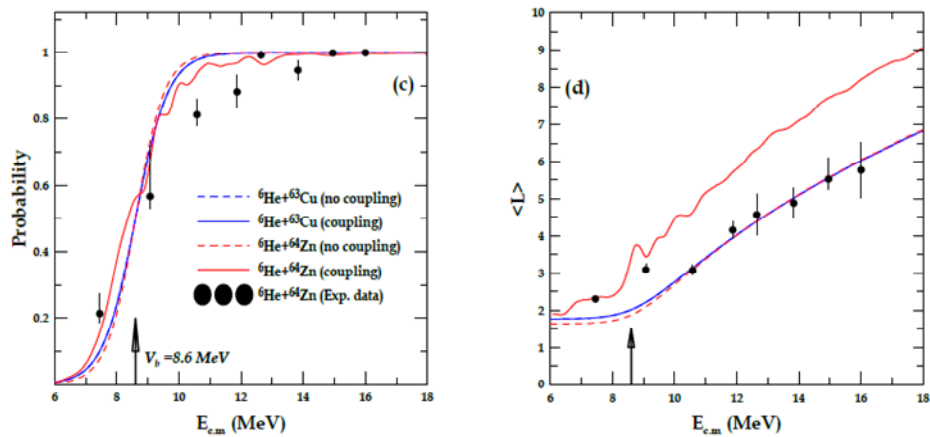 1
0.8
0.6
0.4
0.2
Probability
(c)
⁶He+⁶³Cu (no coupling)
⁶He+⁶³Cu (coupling)
⁶He+⁶⁴Zn (no coupling)
⁶He+⁶⁴Zn (coupling)
⁶He+⁶⁴Zn (Exp. data)
V_b =8.6 MeV
6 8 10 12 14 16 18
E_c.m (MeV)
10
9
8
7
6
5
4
3
2
1
0
<L>
(d)
6 8 10 12 14 16 18
E_c.m (MeV)